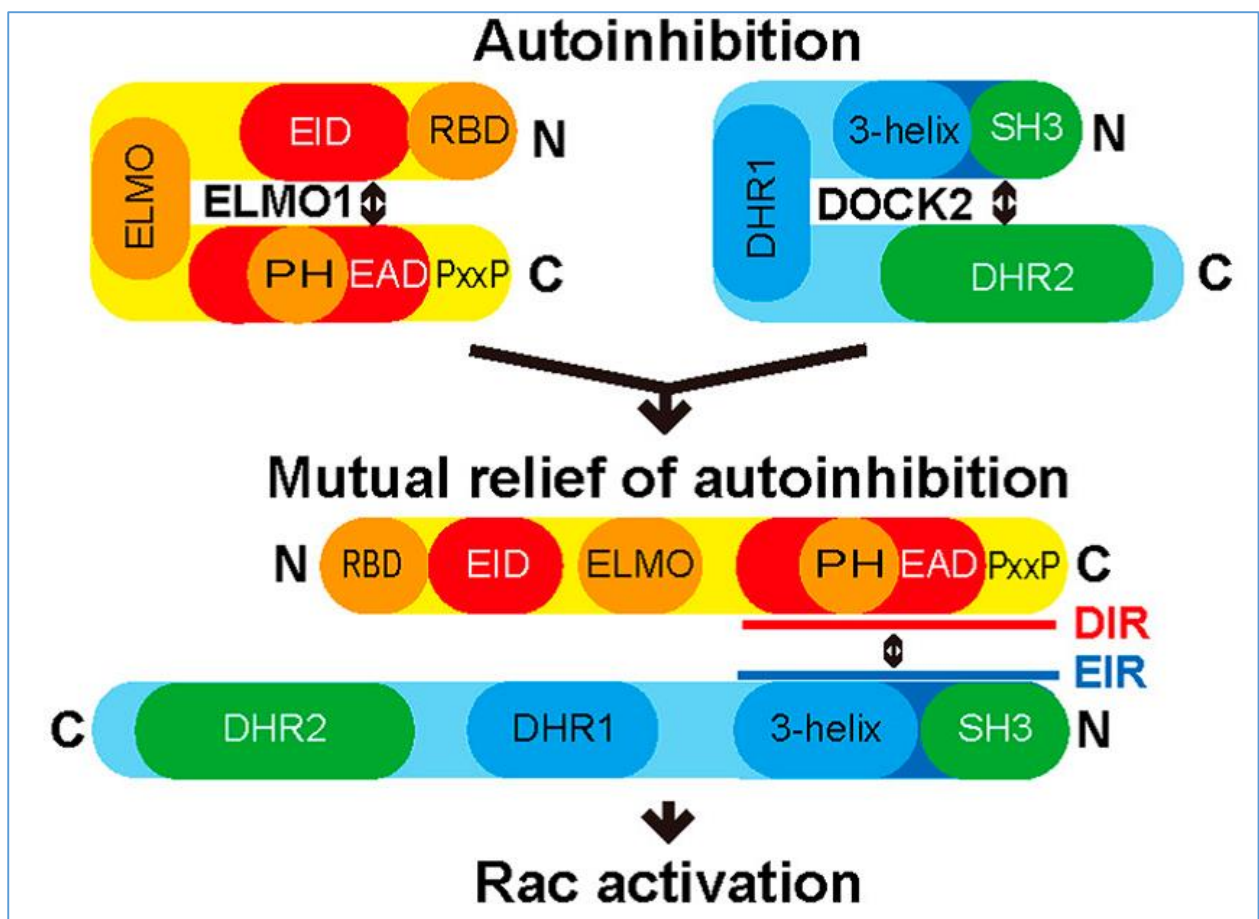 Autoinhibition
EID RBD N
ELMO
ELMO1
PH EAD PxxP C
3-helix SH3 N
DHR1
DOCK2
DHR2 C
Mutual relief of autoinhibition
N RBD EID ELMO PH EAD PxxP C
DIR
EIR
C DHR2 DHR1 3-helix SH3 N
Rac activation